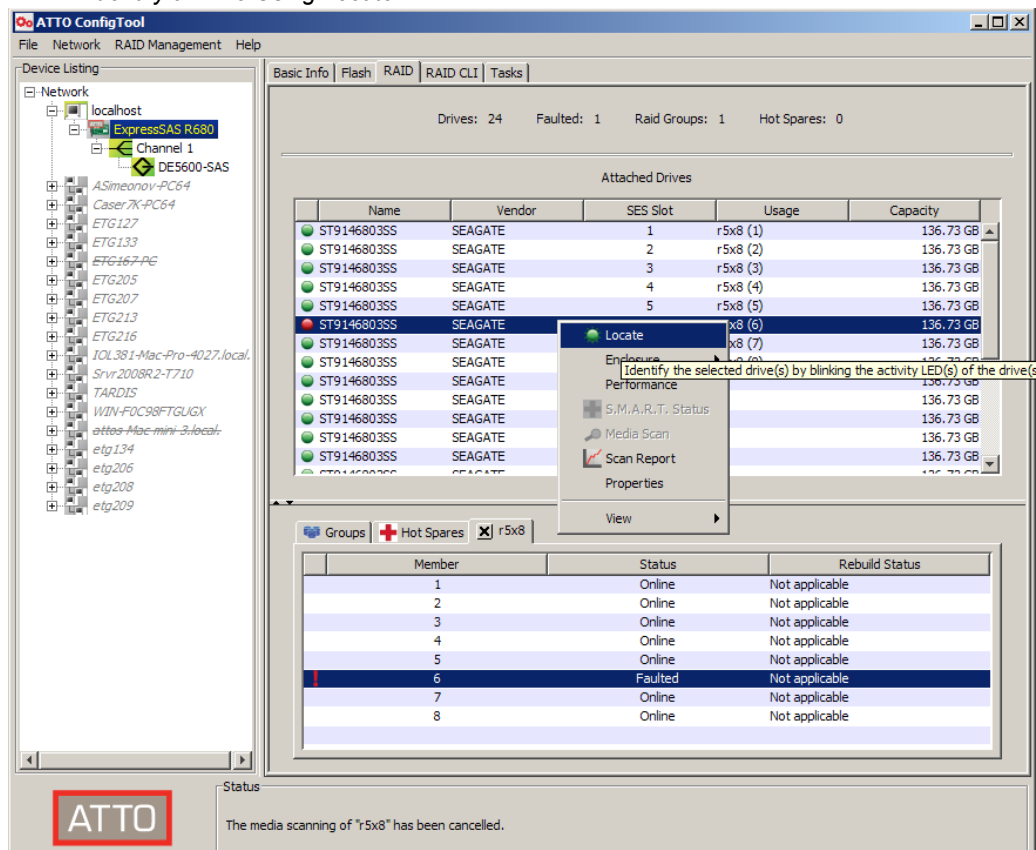 ATTO ConfigTool
File Network RAID Management Help
Device Listing
Network
localhost
ExpressSAS R680
Channel 1
DE5600-SAS
ASimeonov-PC64
Caser7K-PC64
ETG127
ETG133
ETG167-PC
ETG205
ETG207
ETG213
ETG216
IOL381-Mac-Pro-4027.local.
Srvr2008R2-T710
TARDIS
WIN-F0C98FTGUGX
attos-Mac-mini-3.local.
etg134
etg206
etg208
etg209
Basic Info Flash RAID RAID CLI Tasks
Drives: 24 Faulted: 1 Raid Groups: 1 Hot Spares: 0
Attached Drives
Name Vendor SES Slot Usage Capacity
ST9146803SS SEAGATE 1 r5x8 (1) 136.73 GB
ST9146803SS SEAGATE 2 r5x8 (2) 136.73 GB
ST9146803SS SEAGATE 3 r5x8 (3) 136.73 GB
ST9146803SS SEAGATE 4 r5x8 (4) 136.73 GB
ST9146803SS SEAGATE 5 r5x8 (5) 136.73 GB
ST9146803SS SEAGATE x8 (6) 136.73 GB
ST9146803SS SEAGATE x8 (7) 136.73 GB
ST9146803SS SEAGATE
ST9146803SS SEAGATE 136.73 GB
ST9146803SS SEAGATE 136.73 GB
ST9146803SS SEAGATE 136.73 GB
ST9146803SS SEAGATE 136.73 GB
ST9146803SS SEAGATE 136.73 GB
Locate
Enclosure
Identify the selected drive(s) by blinking the activity LED(s) of the drive(s
Performance
S.M.A.R.T. Status
Media Scan
Scan Report
Properties
View
Groups Hot Spares r5x8
Member Status Rebuild Status
1 Online Not applicable
2 Online Not applicable
3 Online Not applicable
4 Online Not applicable
5 Online Not applicable
! 6 Faulted Not applicable
7 Online Not applicable
8 Online Not applicable
Status
ATTO
The media scanning of "r5x8" has been cancelled.